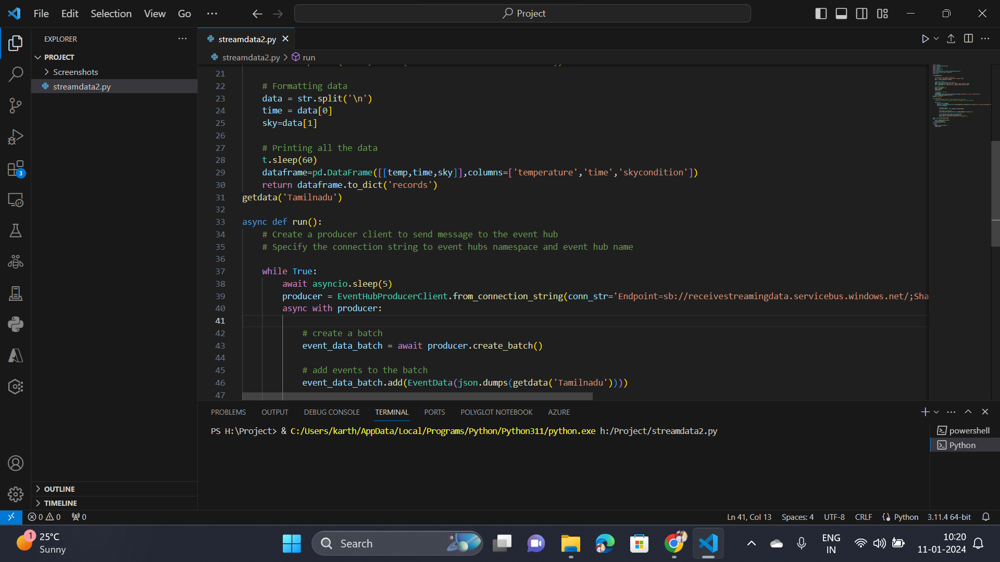 File Edit Selection View Go ···
Project
EXPLORER
PROJECT
Screenshots
streamdata2.py
OUTLINE
TIMELINE
3
streamdata2.py
streamdata2.py > run
21
22 # Formatting data
23 data = str.split('\n')
24 time = data[0]
25 sky=data[1]
26
27 # Printing all the data
28 t.sleep(60)
29 dataframe=pd.DataFrame([[temp,time,sky]],columns=['temperature','time','skycondition'])
30 return dataframe.to_dict('records')
31 getdata('Tamilnadu')
32
33 async def run():
34 # Create a producer client to send message to the event hub
35 # Specify the connection string to event hubs namespace and event hub name
36
37 while True:
38 await asyncio.sleep(5)
39 producer = EventHubProducerClient.from_connection_string(conn_str='Endpoint=sb://receivestreamingdata.servicebus.windows.net/;Sha
40 async with producer:
41
42 # create a batch
43 event_data_batch = await producer.create_batch()
44
45 # add events to the batch
46 event_data_batch.add(EventData(json.dumps(getdata('Tamilnadu'))))
47
PROBLEMS OUTPUT DEBUG CONSOLE TERMINAL PORTS POLYGLOT NOTEBOOK AZURE
PS H:\Project> & C:/Users/karth/AppData/Local/Programs/Python/Python311/python.exe h:/Project/streamdata2.py
powershell
Python
0 0 0
Ln 41, Col 13 Spaces: 4 UTF-8 CRLF Python 3.11.4 64-bit
1
25°C
Sunny
Search
ENG
IN
10:20
11-01-2024